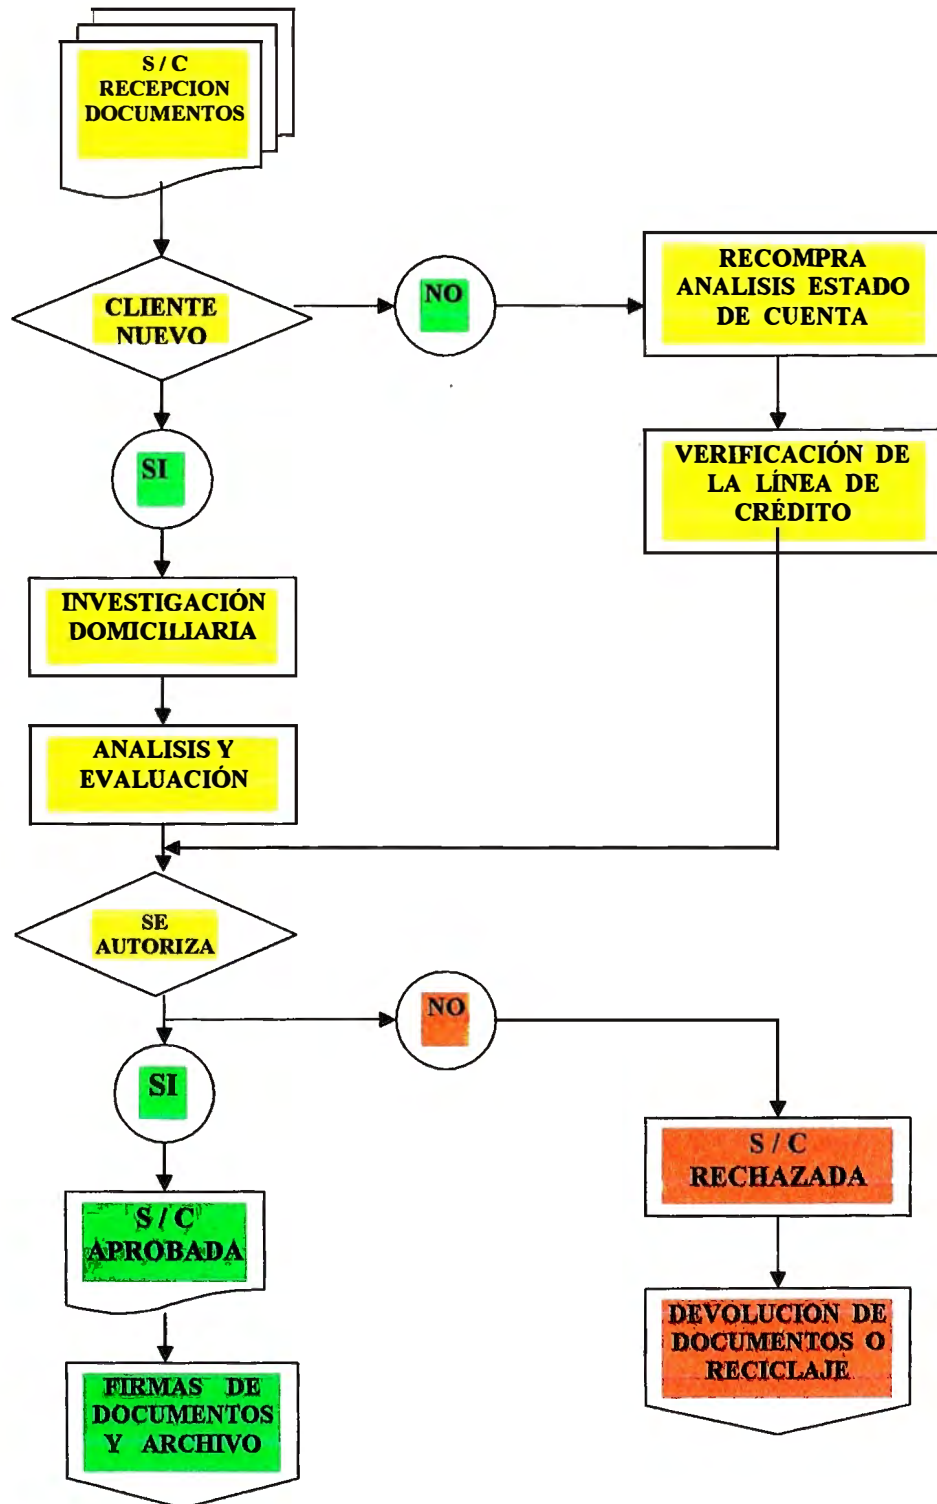 S / C
RECEPCION
DOCUMENTOS
CLIENTE
NUEVO
NO
RECOMPRA
ANALISIS ESTADO
DE CUENTA
VERIFICACIÓN DE
LA LÍNEA DE
CRÉDITO
SI
INVESTIGACIÓN
DOMICILIARIA
ANALISIS Y
EVALUACIÓN
SE
AUTORIZA
NO
SI
S / C
RECHAZADA
S / C
APROBADA
DEVOLUCION DE
DOCUMENTOS O
RECICLAJE
FIRMAS DE
DOCUMENTOS
Y ARCHIVO